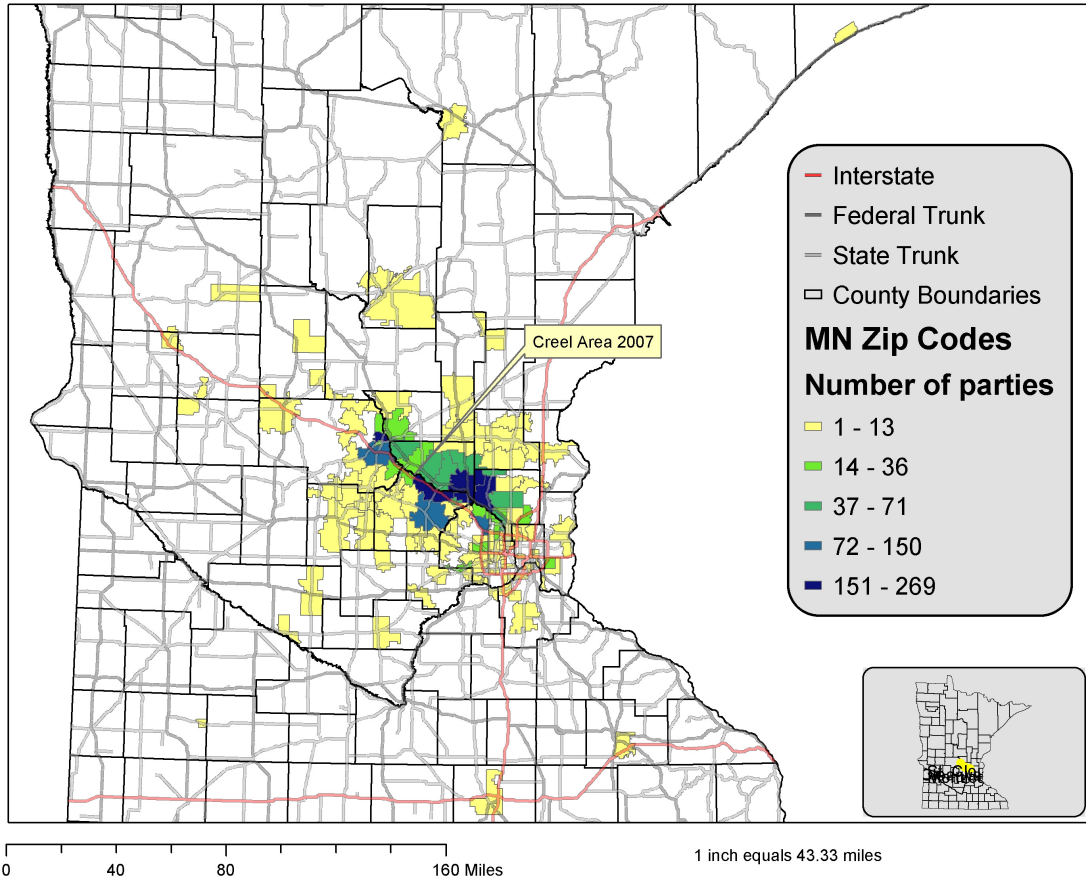 Creel Area 2007
Interstate
Federal Trunk
State Trunk
County Boundaries
MN Zip Codes
Number of parties
1 - 13
14 - 36
37 - 71
72 - 150
151 - 269
0 40 80 160 Miles
1 inch equals 43.33 miles